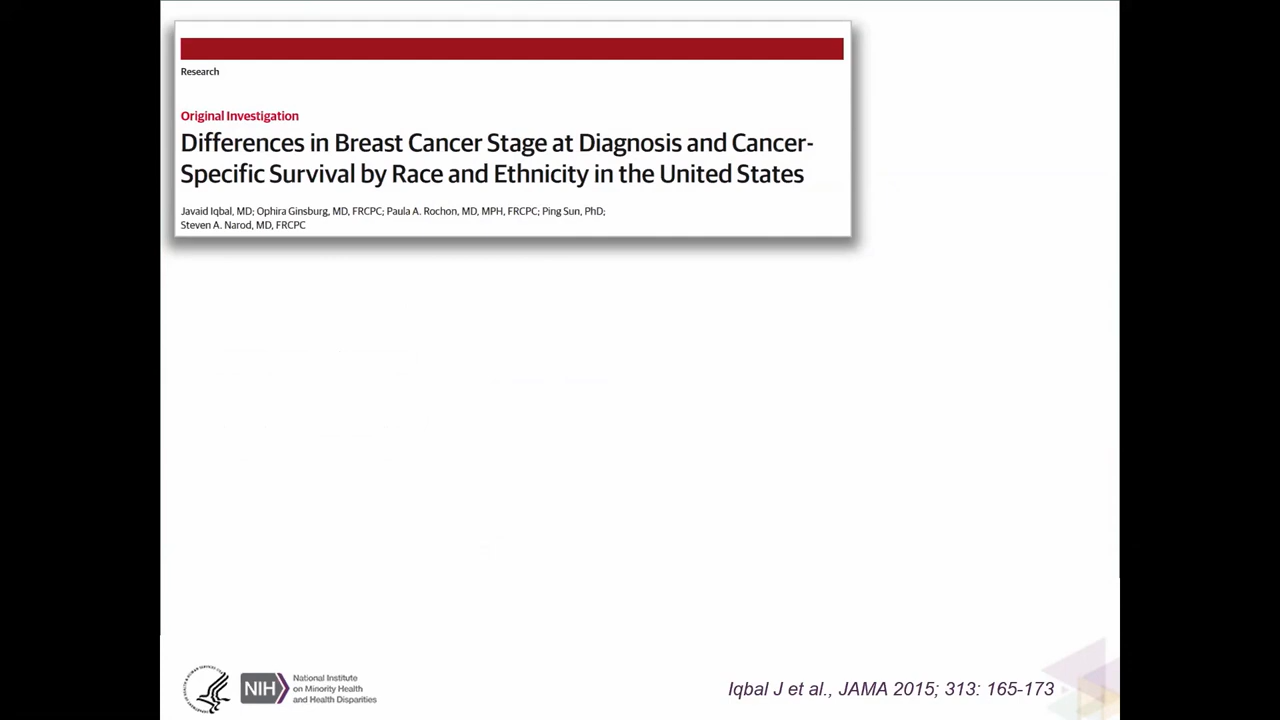 Research
Original Investigation
Differences in Breast Cancer Stage at Diagnosis and Cancer-
Specific Survival by Race and Ethnicity in the United States
Javaid Iqbal, MD; Ophira Ginsburg, MD, FRCPC; Paula A. Rochon, MD, MPH, FRCPC; Ping Sun, PhD;
Steven A. Narod, MD, FRCPC
NIH
National Institute
on Minority Health
and Health Disparities
Iqbal J et al., JAMA 2015; 313: 165-173